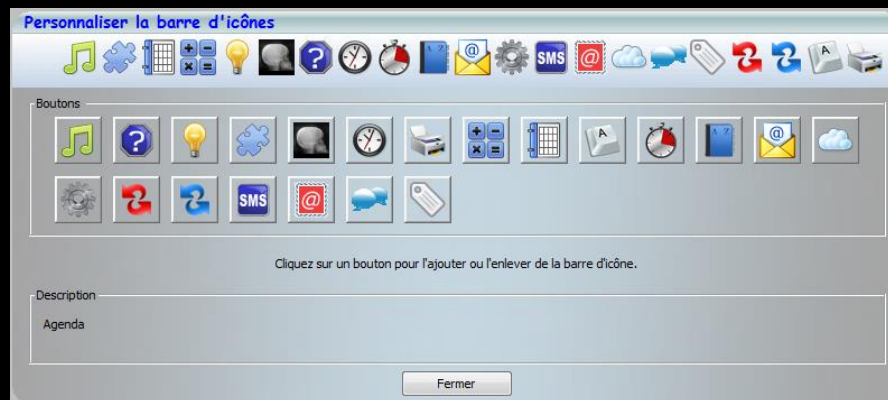 Personnaliser la barre d'icônes
? A Z @ SMS @ A
Boutons
? A A Z @
SMS @
Cliquez sur un bouton pour l'ajouter ou l'enlever de la barre d'icône.
Description
Agenda
Fermer